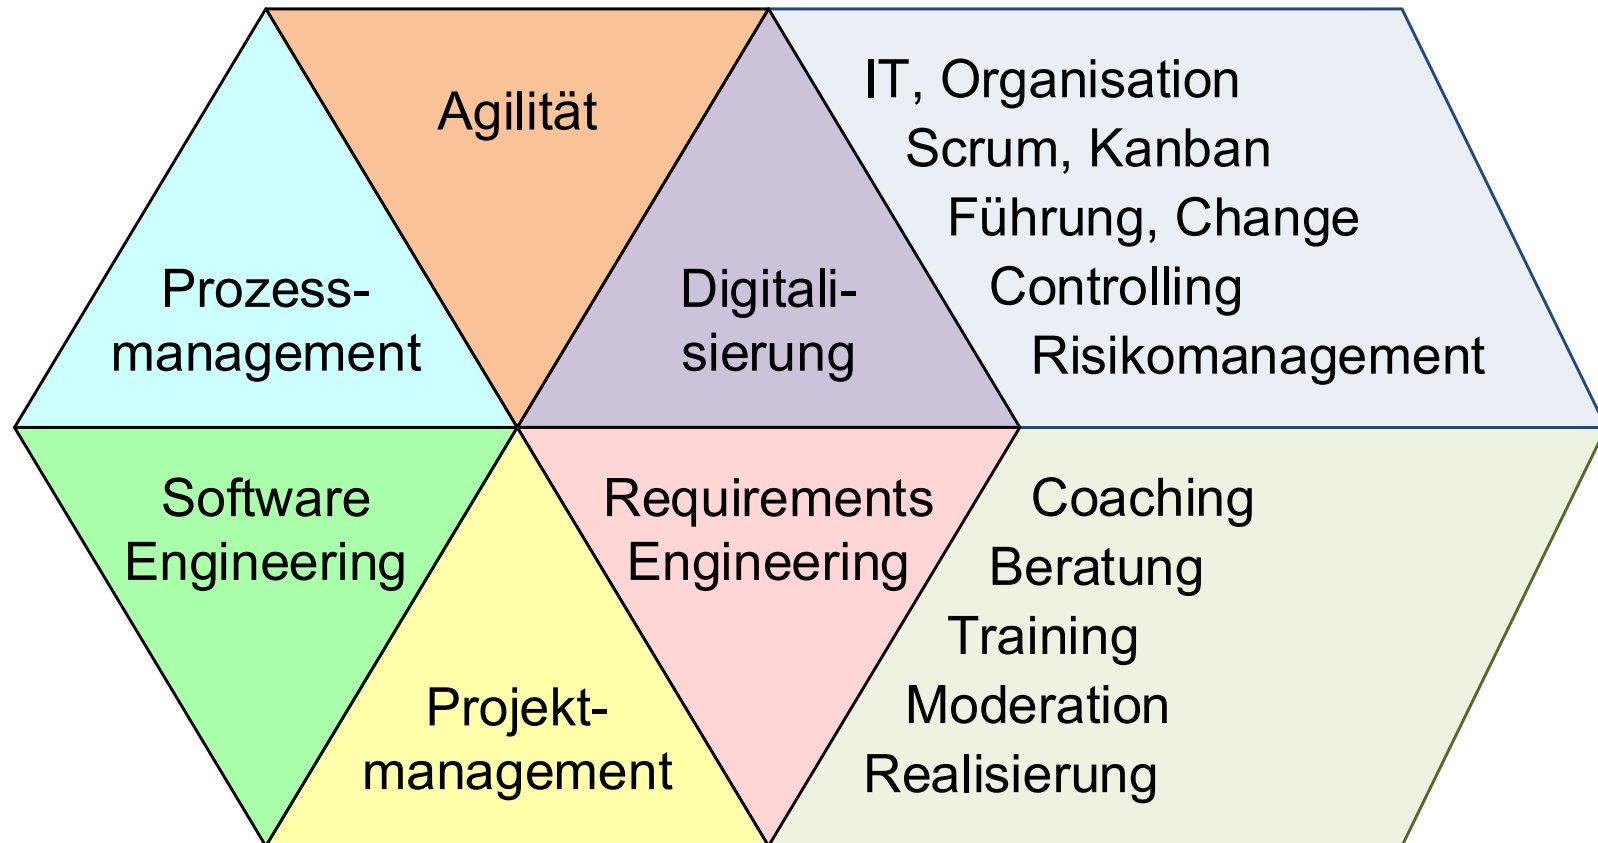 Agilität
Prozess-
management
Digitali-
sierung
IT, Organisation
Scrum, Kanban
Führung, Change
Controlling
Risikomanagement
Software
Engineering
Projekt-
management
Requirements
Engineering
Coaching
Beratung
Training
Moderation
Realisierung